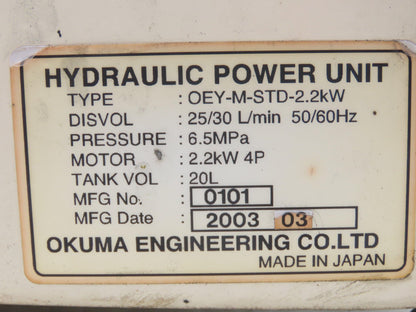 HYDRAULIC POWER UNIT
TYPE : OEY-M-STD-2.2kW
DISVOL : 25/30 L/min 50/60Hz
PRESSURE : 6.5MPa
MOTOR : 2.2kW 4P
TANK VOL : 20L
MFG No. : 0101
MFG Date : 2003 03
OKUMA ENGINEERING CO.LTD
MADE IN JAPAN